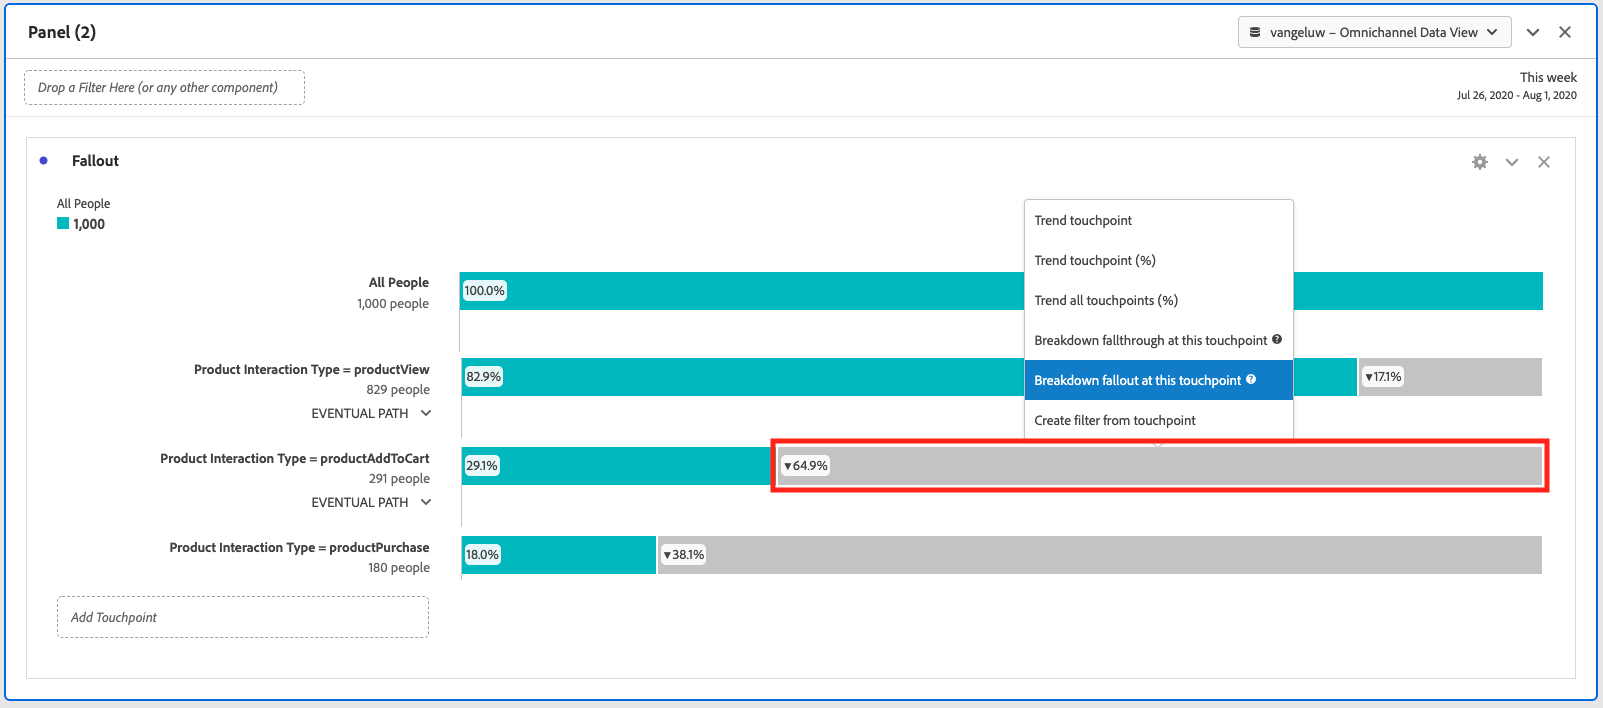 Panel (2)
vangeluw – Omnichannel Data View
Drop a Filter Here (or any other component)
This week
Jul 26, 2020 - Aug 1, 2020
Fallout
All People
1,000
Trend touchpoint
Trend touchpoint (%)
Trend all touchpoints (%)
Breakdown fallthrough at this touchpoint ?
Breakdown fallout at this touchpoint ?
Create filter from touchpoint
All People
1,000 people
100.0%
Product Interaction Type = productView
829 people
EVENTUAL PATH
82.9%
▼17.1%
Product Interaction Type = productAddToCart
291 people
EVENTUAL PATH
29.1%
▼64.9%
Product Interaction Type = productPurchase
180 people
18.0%
▼38.1%
Add Touchpoint